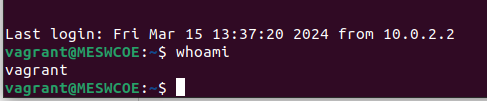 Last login: Fri Mar 15 13:37:20 2024 from 10.0.2.2
vagrant@MESWCOE:~$ whoami
vagrant
vagrant@MESWCOE:~$